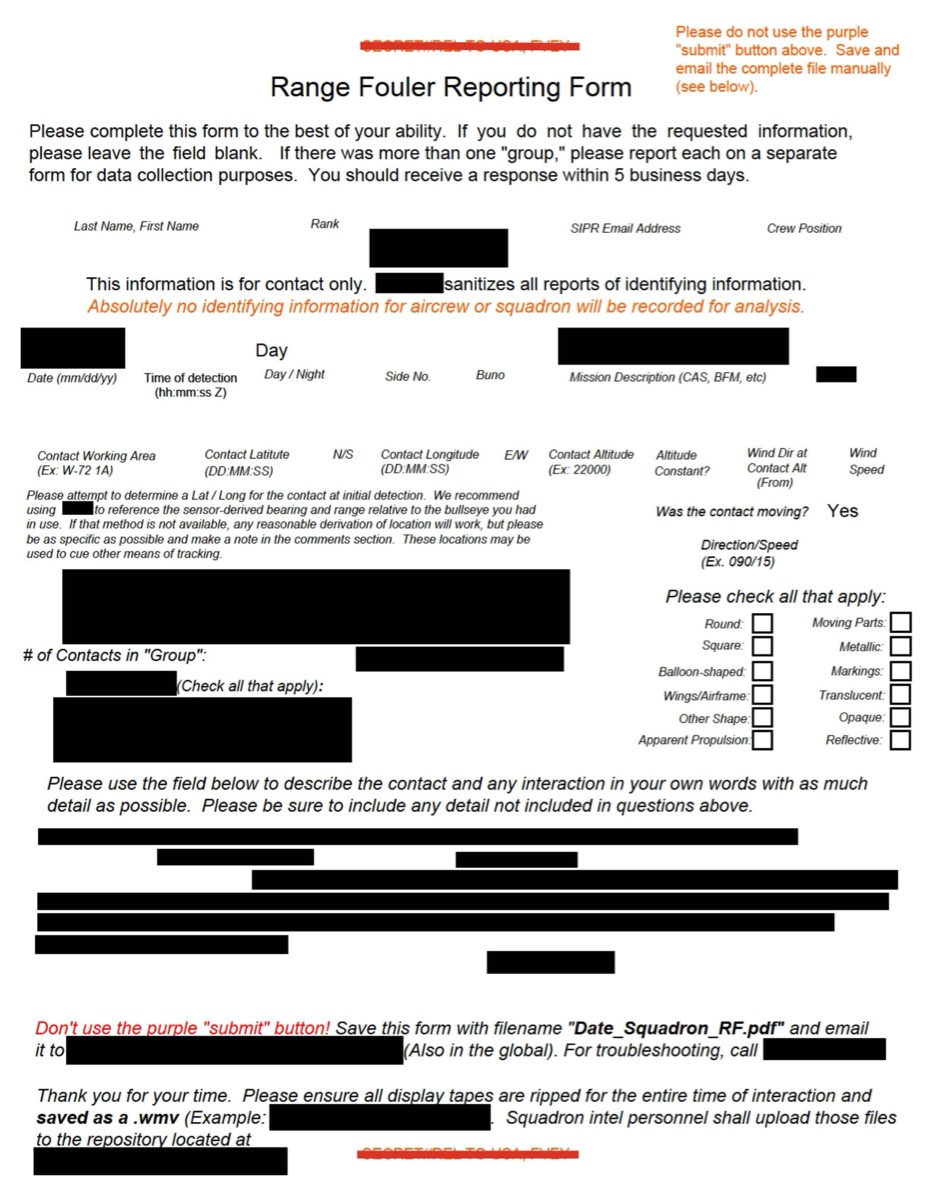 SECRET//REL TO USA, FVEY
Please do not use the purple
"submit" button above. Save and
email the complete file manually
(see below).
Range Fouler Reporting Form
Please complete this form to the best of your ability. If you do not have the requested information,
please leave the field blank. If there was more than one "group," please report each on a separate
form for data collection purposes. You should receive a response within 5 business days.
Last Name, First Name Rank SIPR Email Address Crew Position
This information is for contact only. sanitizes all reports of identifying information.
Absolutely no identifying information for aircrew or squadron will be recorded for analysis.
Day
Date (mm/dd/yy) Time of detection Day / Night Side No. Buno Mission Description (CAS, BFM, etc)
(hh:mm:ss Z)
Contact Working Area Contact Latitute N/S Contact Longitude E/W Contact Altitude Altitude Wind Dir at Wind
(Ex: W-72 1A) (DD:MM:SS) (DD:MM:SS) (Ex: 22000) Constant? Contact Alt Speed
(From)
Please attempt to determine a Lat / Long for the contact at initial detection. We recommend
using to reference the sensor-derived bearing and range relative to the bullseye you had
in use. If that method is not available, any reasonable derivation of location will work, but please
be as specific as possible and make a note in the comments section. These locations may be
used to cue other means of tracking.
Was the contact moving? Yes
Direction/Speed
(Ex. 090/15)
Please check all that apply:
Round: Moving Parts:
Square: Metallic:
Balloon-shaped: Markings:
Wings/Airframe: Translucent:
Other Shape: Opaque:
Apparent Propulsion: Reflective:
# of Contacts in "Group":
(Check all that apply):
Please use the field below to describe the contact and any interaction in your own words with as much
detail as possible. Please be sure to include any detail not included in questions above.
Don't use the purple "submit" button! Save this form with filename "Date_Squadron_RF.pdf" and email
it to (Also in the global). For troubleshooting, call
Thank you for your time. Please ensure all display tapes are ripped for the entire time of interaction and
saved as a .wmv (Example: . Squadron intel personnel shall upload those files
to the repository located at
SECRET//REL TO USA, FVEY